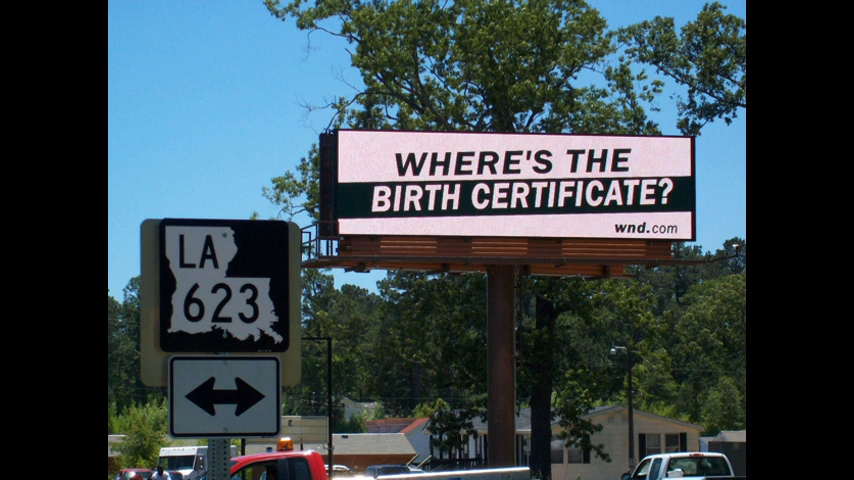 WHERE'S THE
BIRTH CERTIFICATE?
wnd.com
LA
623